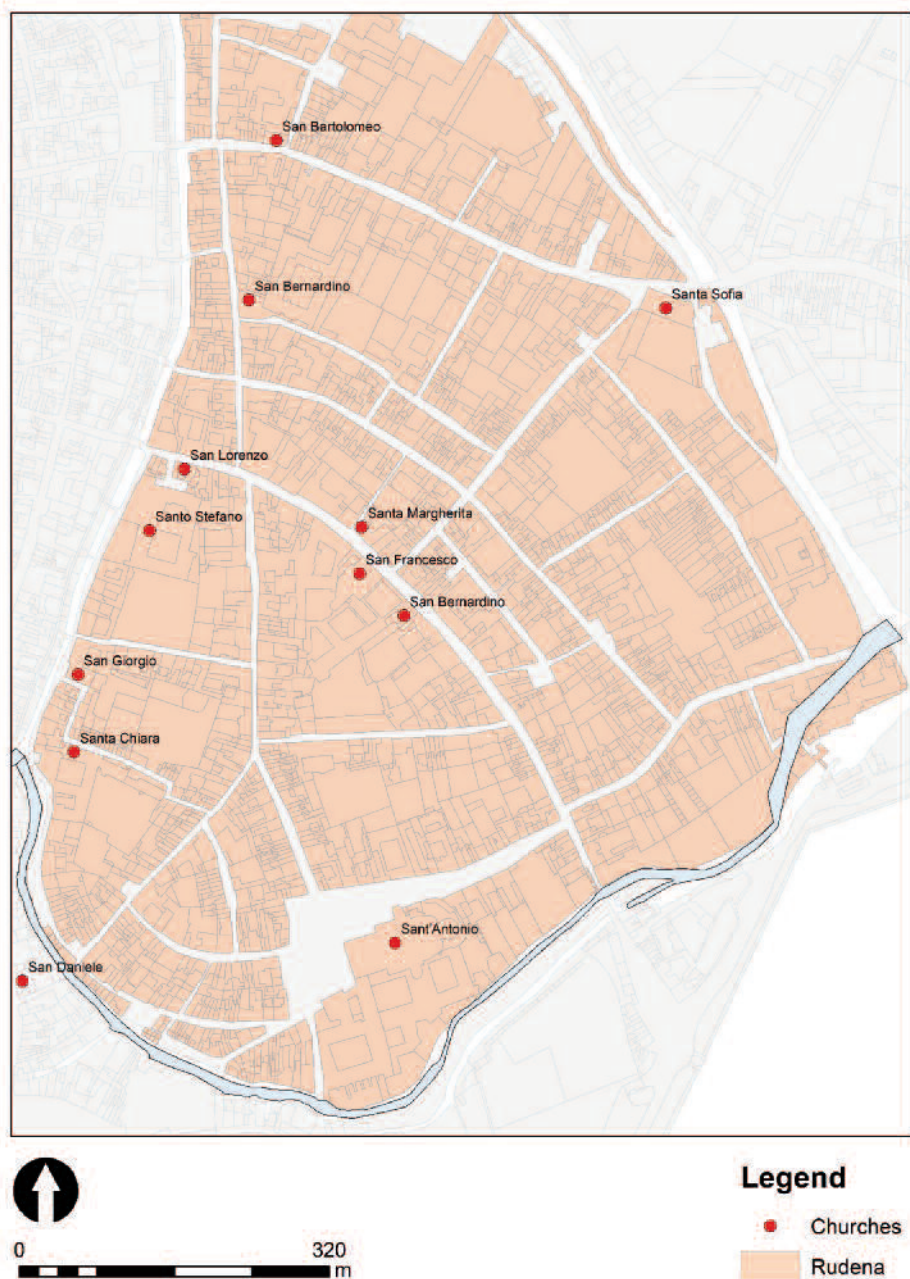 San Bartolomeo
San Bernardino
Santa Sofia
San Lorenzo
Santo Stefano
Santa Margherita
San Francesco
San Bernardino
San Giorgio
Santa Chiara
Sant'Antonio
San Daniele
Legend
Churches
Rudena
0 320
m